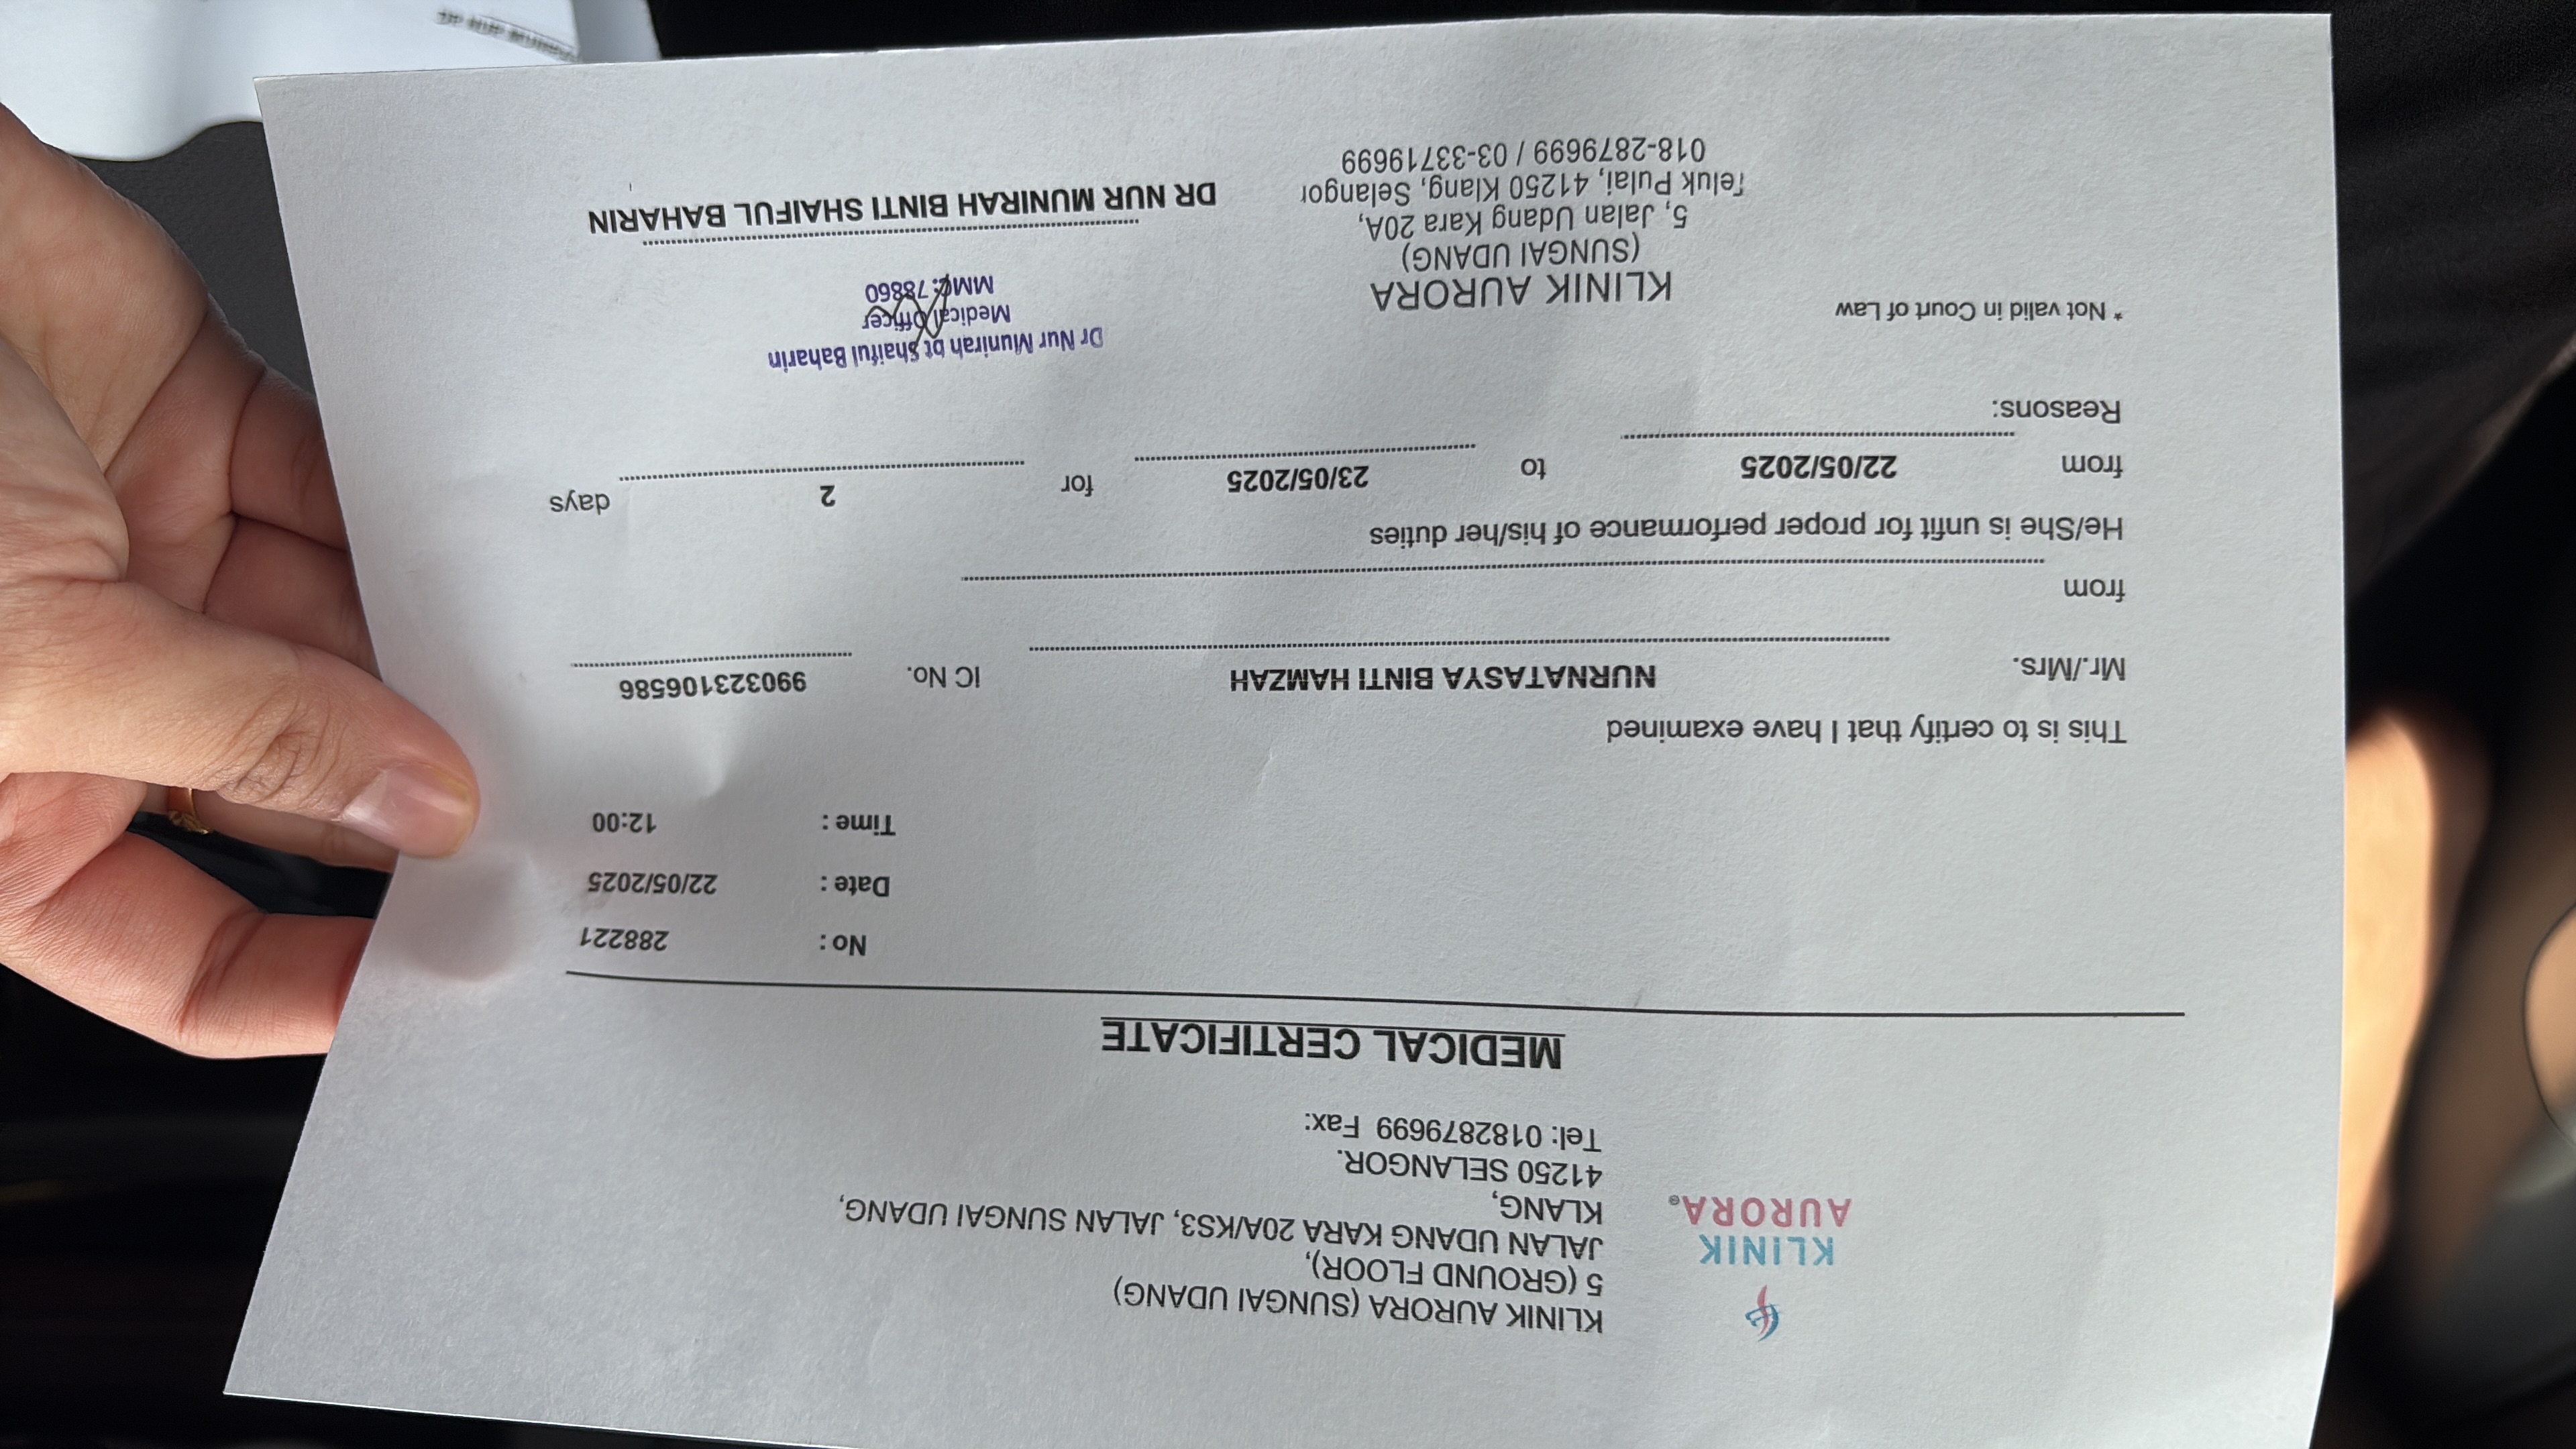 KLINIK
AURORA®
KLINIK AURORA (SUNGAI UDANG)
5 (GROUND FLOOR),
JALAN UDANG KARA 20A/KS3, JALAN SUNGAI UDANG,
KLANG,
41250 SELANGOR.
Tel: 0182879699 Fax:
MEDICAL CERTIFICATE
No : 288221
Date : 22/05/2025
Time : 12:00
This is to certify that I have examined
Mr./Mrs. NURNATASYA BINTI HAMZAH IC No. 990323106586
from
He/She is unfit for proper performance of his/her duties
from 22/05/2025 to 23/05/2025 for 2 days
Reasons:
* Not valid in Court of Law
KLINIK AURORA
(SUNGAI UDANG)
5, Jalan Udang Kara 20A,
Teluk Pulai, 41250 Klang, Selangor
018-2879699 / 03-33719699
Dr Nur Munirah bt Shaiful Baharin
Medical Officer
MMC: 78860
DR NUR MUNIRAH BINTI SHAIFUL BAHARIN